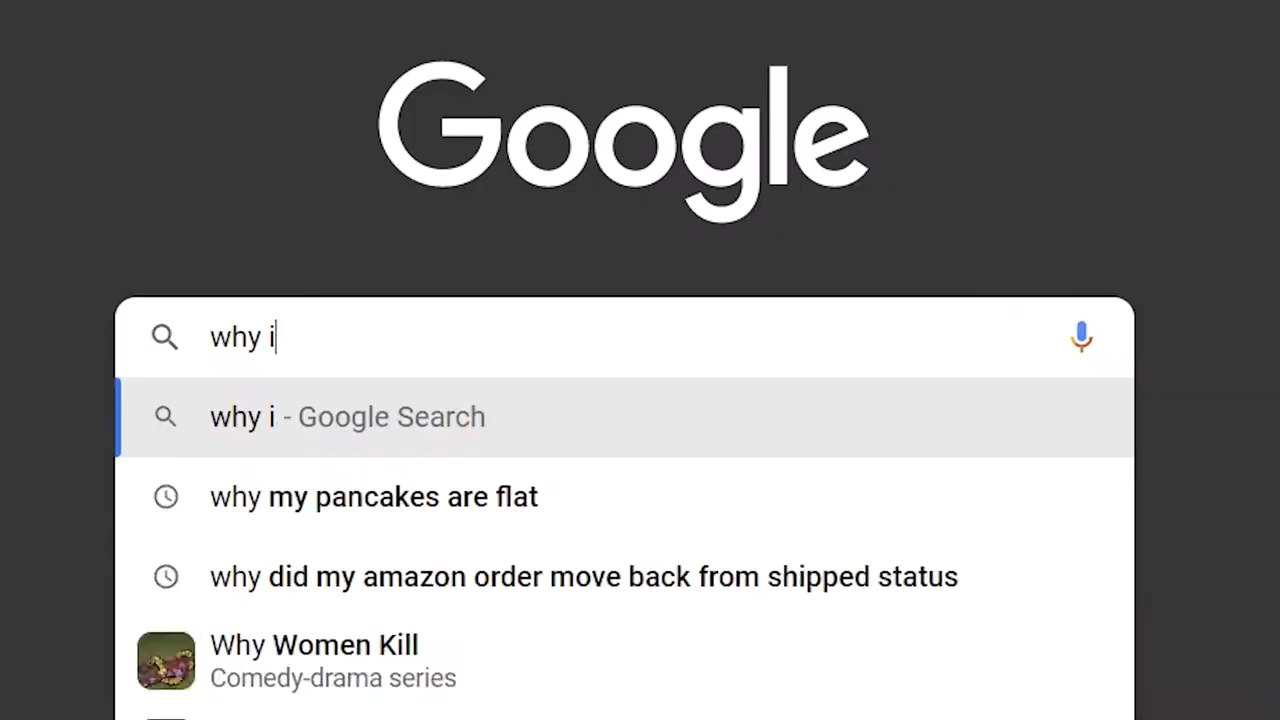 Google
why i
why i - Google Search
why my pancakes are flat
why did my amazon order move back from shipped status
Why Women Kill
Comedy-drama series